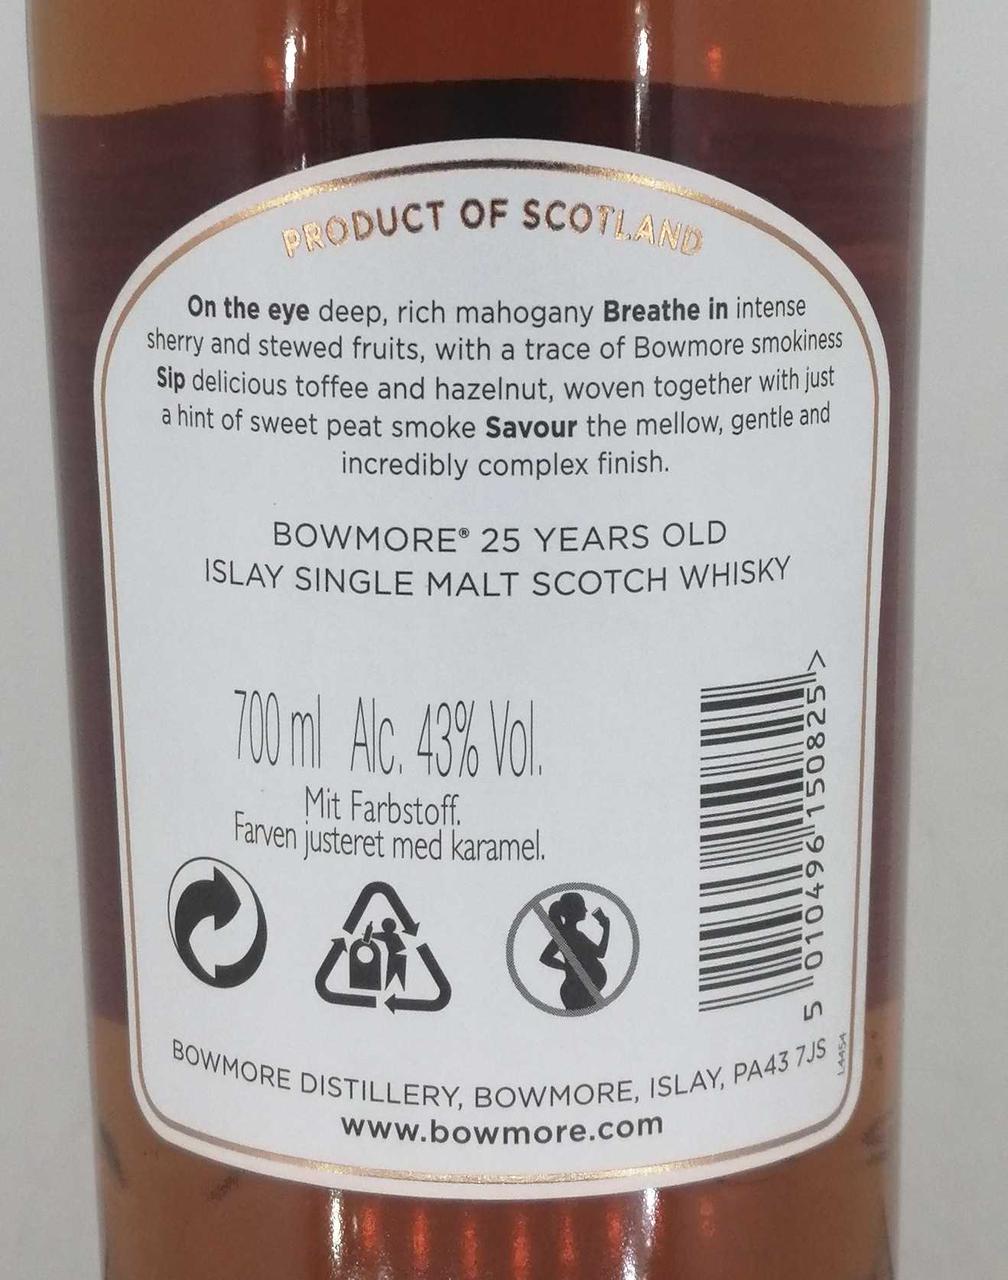 PRODUCT OF SCOTLAND
On the eye deep, rich mahogany Breathe in intense
sherry and stewed fruits, with a trace of Bowmore smokiness
Sip delicious toffee and hazelnut, woven together with just
a hint of sweet peat smoke Savour the mellow, gentle and
incredibly complex finish.
BOWMORE® 25 YEARS OLD
ISLAY SINGLE MALT SCOTCH WHISKY
700 ml Alc. 43% Vol.
Mit Farbstoff.
Farven justeret med karamel.
5 010496 150825 >
BOWMORE DISTILLERY, BOWMORE, ISLAY, PA43 7JS
www.bowmore.com
L4454